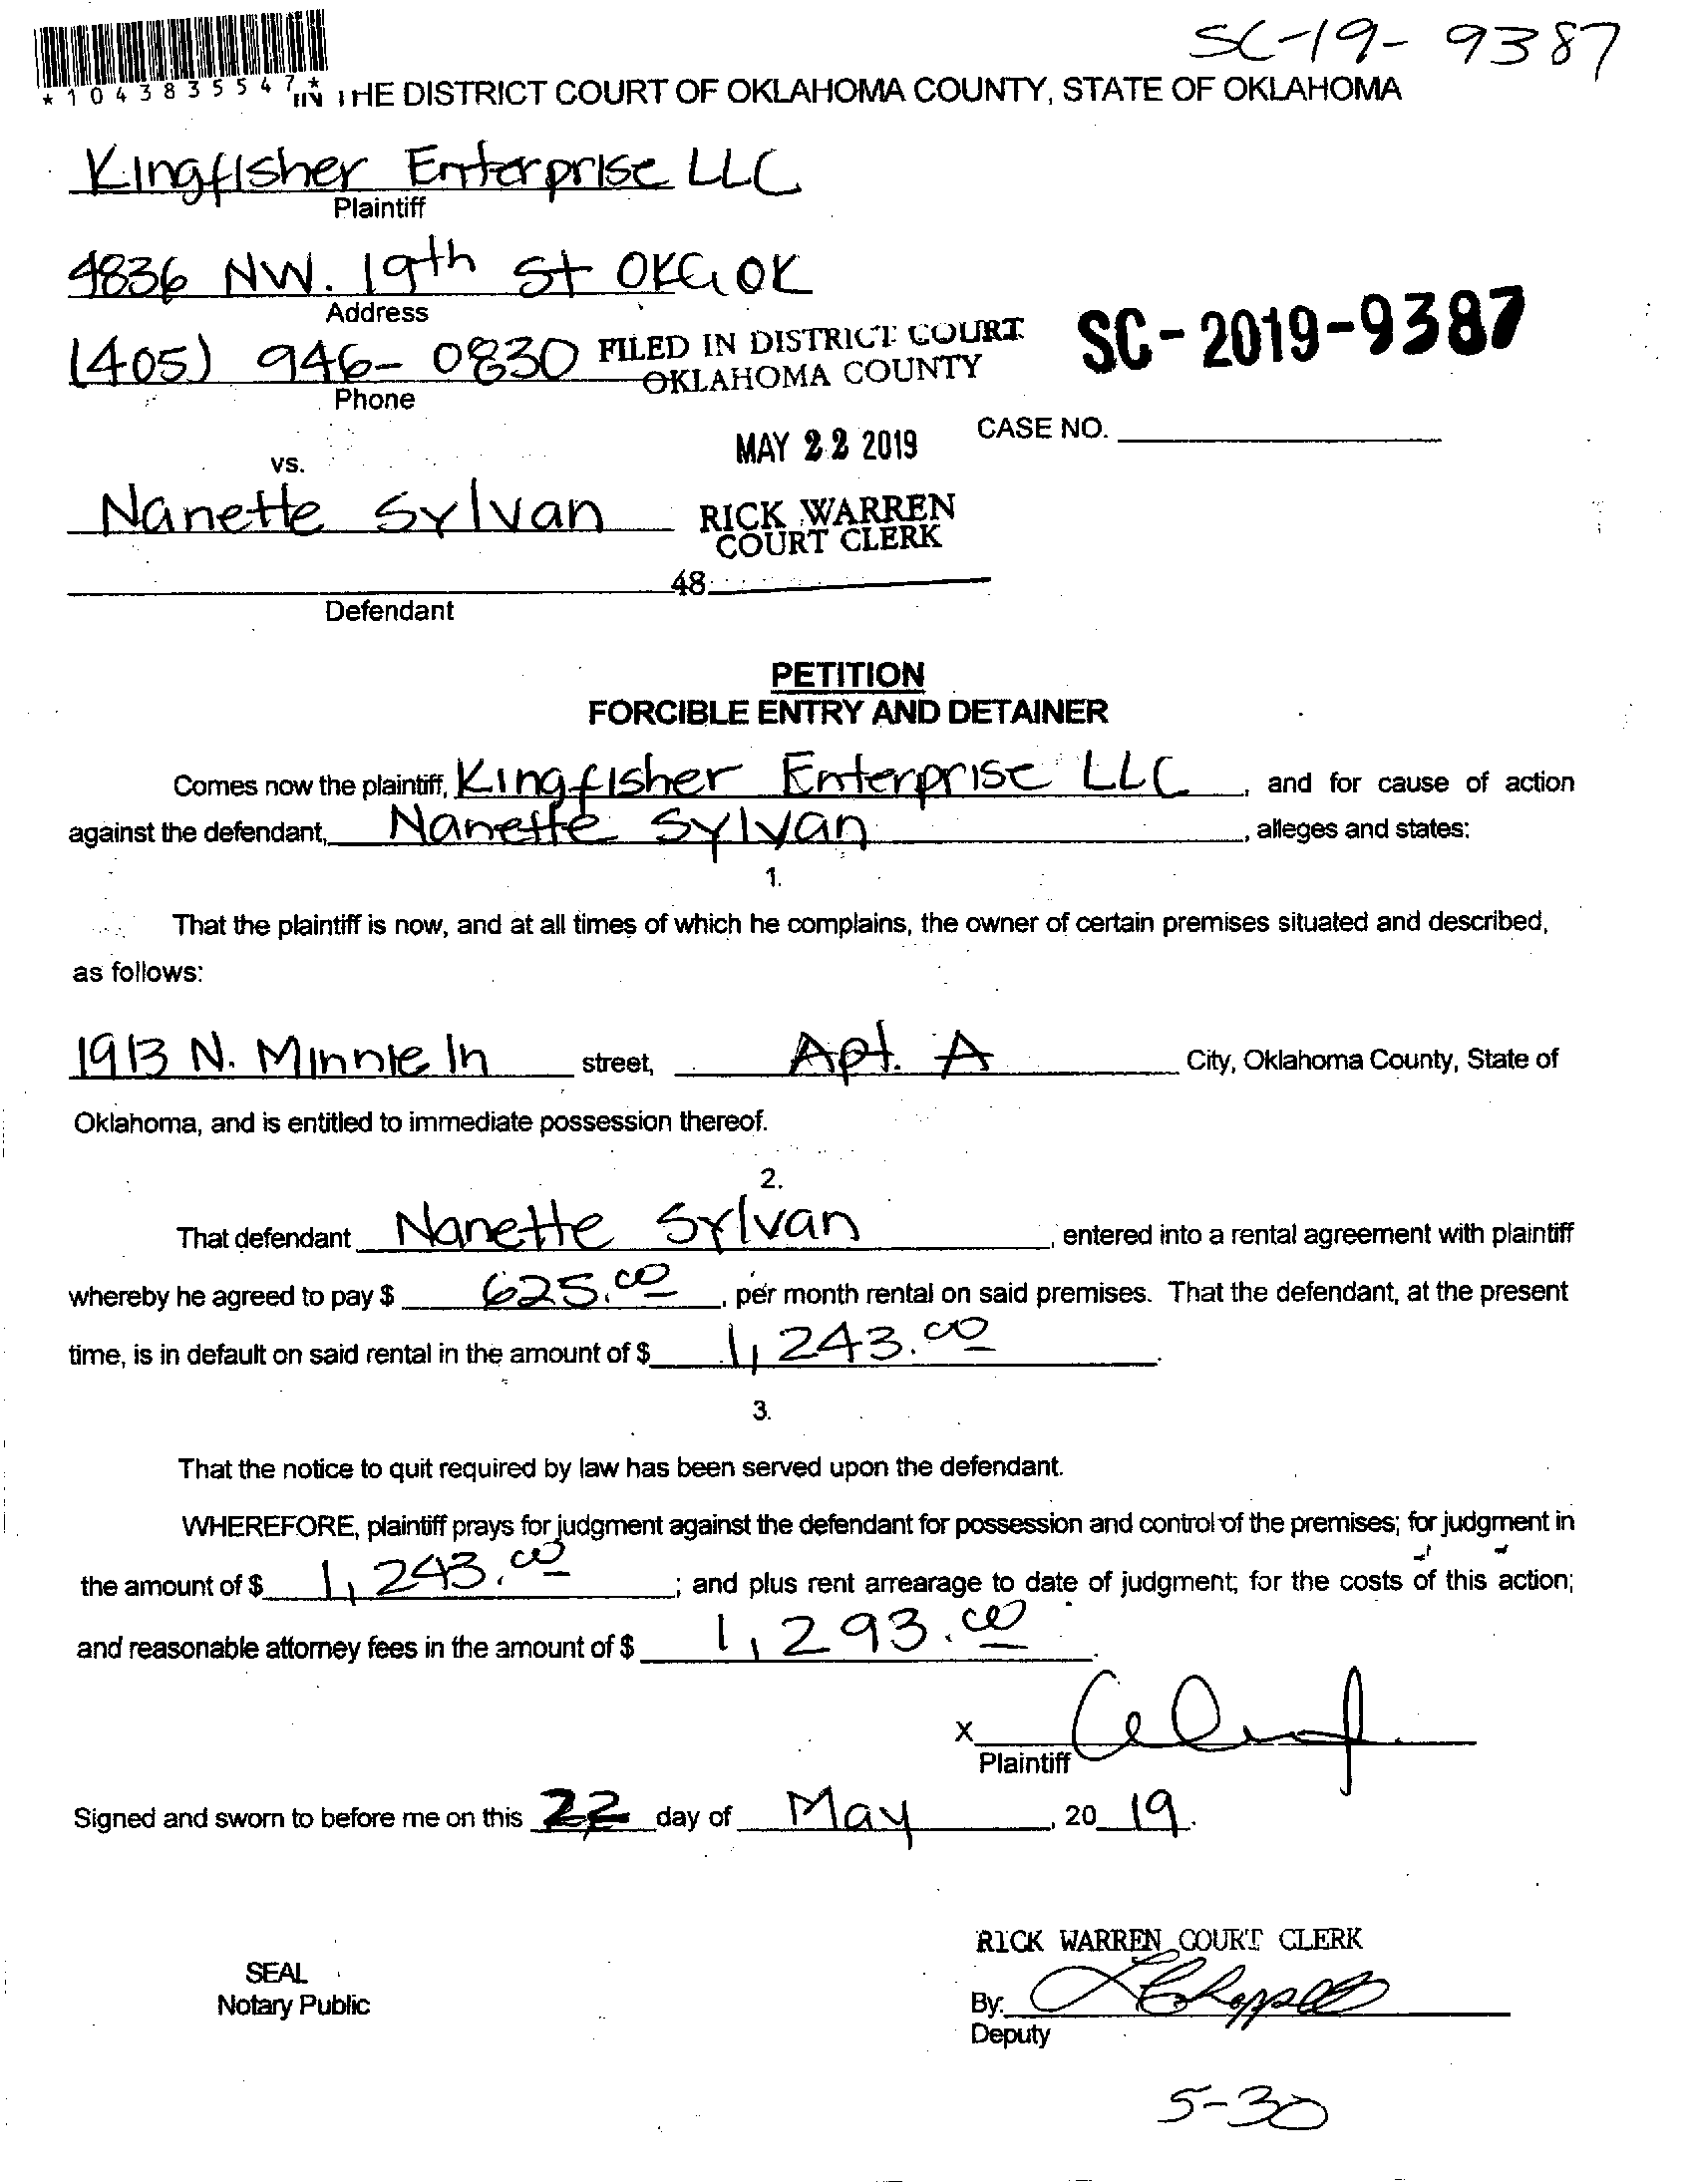 SC-19-9387
*1043835547*
IN THE DISTRICT COURT OF OKLAHOMA COUNTY, STATE OF OKLAHOMA
Kingfisher Enterprise LLC
Plaintiff
4836 NW. 19th St OKC, OK
Address
(405) 946-0830
Phone
FILED IN DISTRICT COURT
OKLAHOMA COUNTY
SC-2019-9387
MAY 22 2019
CASE NO.
vs.
Nanette Sylvan
RICK WARREN
COURT CLERK
48
Defendant
PETITION
FORCIBLE ENTRY AND DETAINER
Comes now the plaintiff, Kingfisher Enterprise LLC, and for cause of action
against the defendant, Nanette Sylvan, alleges and states:
1.
That the plaintiff is now, and at all times of which he complains, the owner of certain premises situated and described,
as follows:
1913 N. Minnie ln street, Apt. A City, Oklahoma County, State of
Oklahoma, and is entitled to immediate possession thereof.
2.
That defendant Nanette Sylvan, entered into a rental agreement with plaintiff
whereby he agreed to pay $ 625.00, per month rental on said premises. That the defendant, at the present
time, is in default on said rental in the amount of $ 1,243.00.
3.
That the notice to quit required by law has been served upon the defendant.
WHEREFORE, plaintiff prays for judgment against the defendant for possession and control of the premises; for judgment in
the amount of $ 1,243.00; and plus rent arrearage to date of judgment; for the costs of this action;
and reasonable attorney fees in the amount of $ 1,293.00.
X
Plaintiff
Signed and sworn to before me on this 22 day of May, 20 19.
RICK WARREN COURT CLERK
SEAL
Notary Public
By:
Deputy
5-30